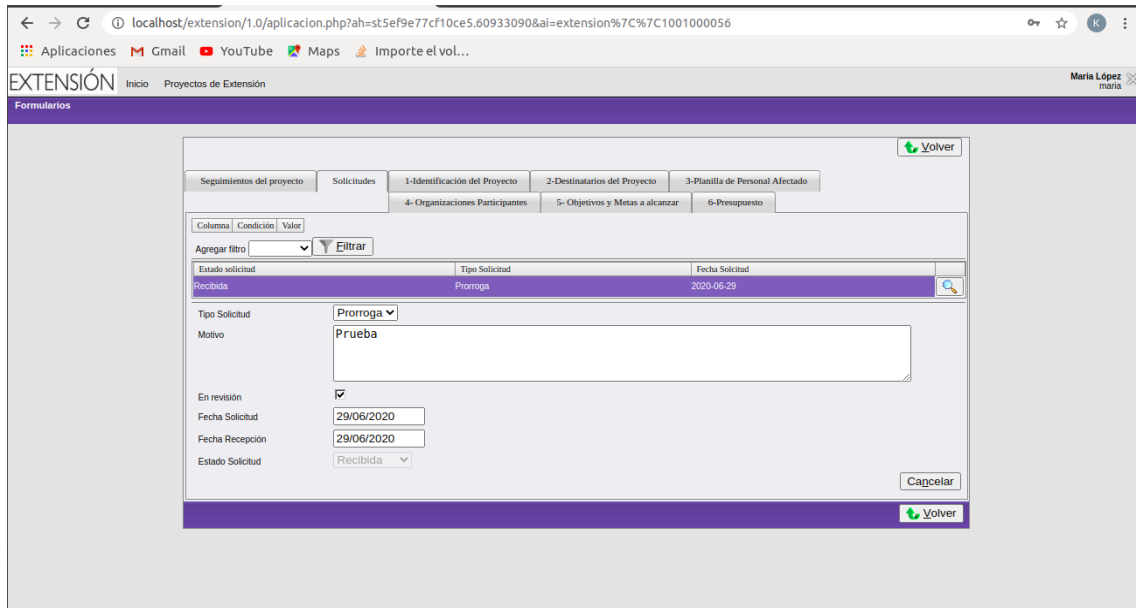 localhost/extension/1.0/aplicacion.php?ah=st5ef9e77cf10ce5.60933090&ai=extension%7C%7C1001000056
K
Aplicaciones M Gmail YouTube Maps Importe el vol...
EXTENSIÓN Inicio Proyectos de Extensión Maria López
maria
Formularios
Volver
Seguimientos del proyecto Solicitudes 1-Identificación del Proyecto 2-Destinatarios del Proyecto 3-Planilla de Personal Afectado
4- Organizaciones Participantes 5- Objetivos y Metas a alcanzar 6-Presupuesto
Columna Condición Valor
Agregar filtro Filtrar
Estado solicitud Tipo Solicitud Fecha Solcitud
Recibida Prorroga 2020-06-29
Tipo Solicitud Prorroga
Motivo Prueba
En revisión
Fecha Solicitud 29/06/2020
Fecha Recepción 29/06/2020
Estado Solicitud Recibida
Cancelar
Volver